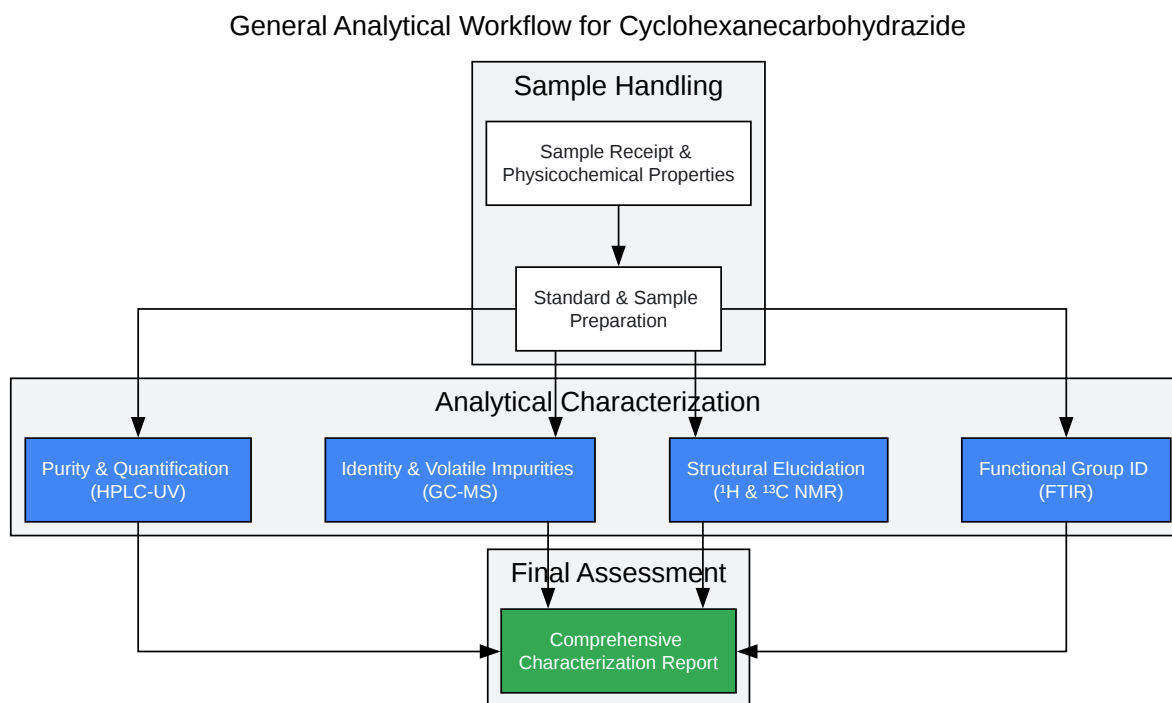 General Analytical Workflow for Cyclohexanecarbohydrazide
Sample Handling
Sample Receipt &
Physicochemical Properties
Standard & Sample
Preparation
Analytical Characterization
Purity & Quantification
(HPLC-UV)
Identity & Volatile Impurities
(GC-MS)
Structural Elucidation
(¹H & ¹³C NMR)
Functional Group ID
(FTIR)
Final Assessment
Comprehensive
Characterization Report